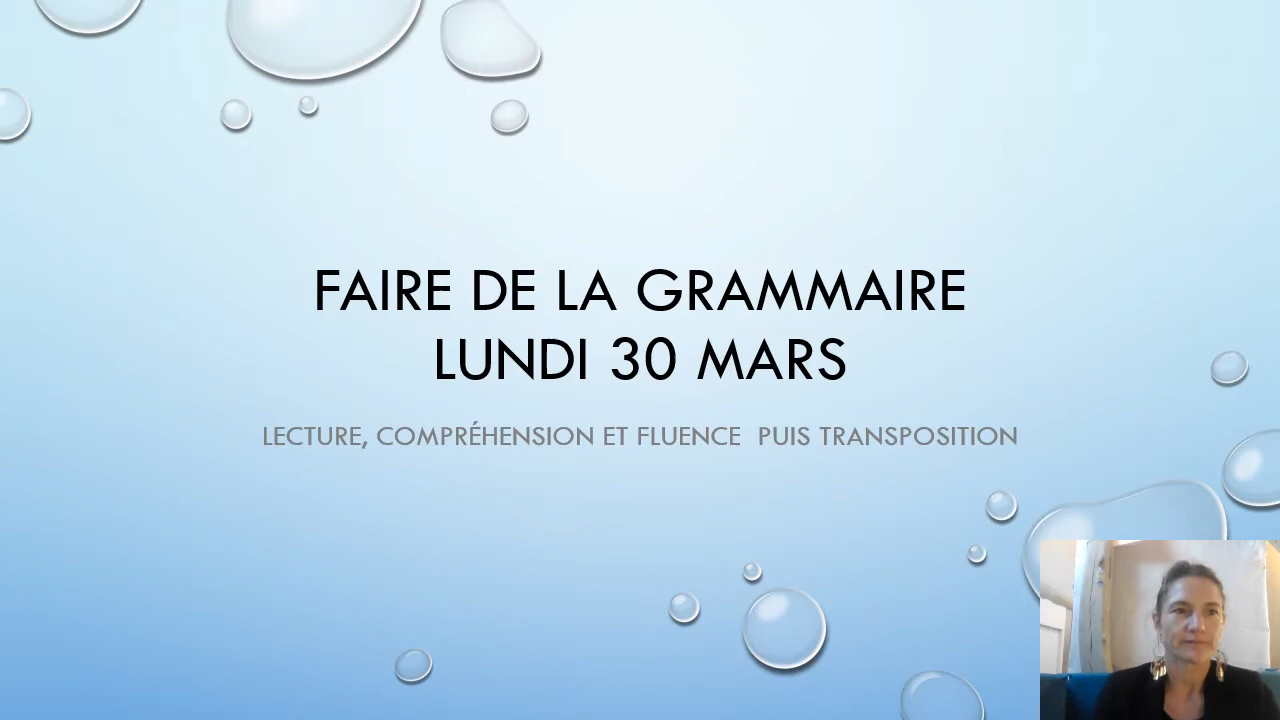 FAIRE DE LA GRAMMAIRE
LUNDI 30 MARS
LECTURE, COMPRÉHENSION ET FLUENCE PUIS TRANSPOSITION